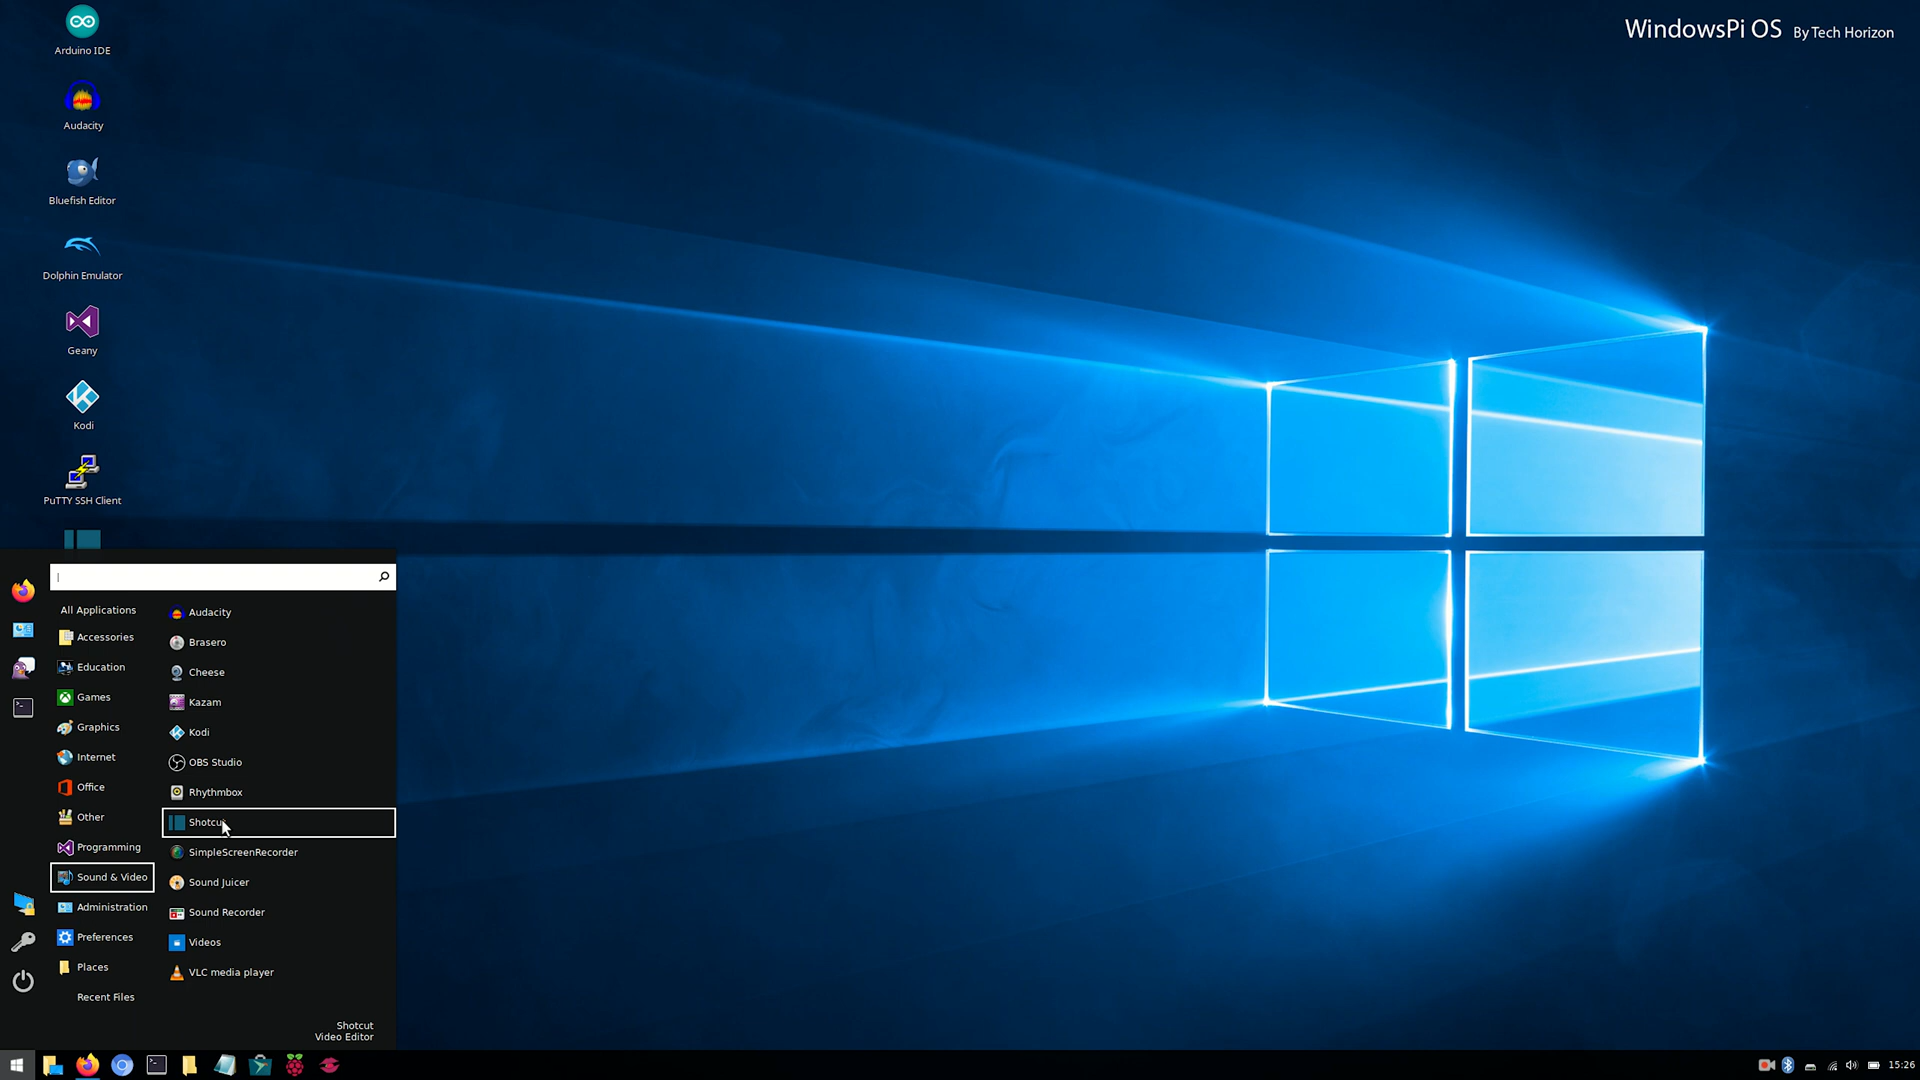 WindowsPi OS By Tech Horizon
Arduino IDE
Audacity
Bluefish Editor
Dolphin Emulator
Geany
Kodi
PuTTY SSH Client
All Applications
Accessories
Education
Games
Graphics
Internet
Office
Other
Programming
Sound & Video
Administration
Preferences
Places
Recent Files
Audacity
Brasero
Cheese
Kazam
Kodi
OBS Studio
Rhythmbox
Shotcut
SimpleScreenRecorder
Sound Juicer
Sound Recorder
Videos
VLC media player
Shotcut
Video Editor
15:26